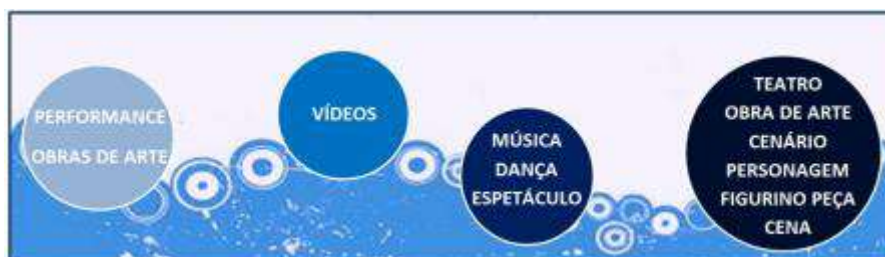 PERFORMANCE
OBRAS DE ARTE
VÍDEOS
MÚSICA
DANÇA
ESPETÁCULO
TEATRO
OBRA DE ARTE
CENÁRIO
PERSONAGEM
FIGURINO PEÇA
CENA